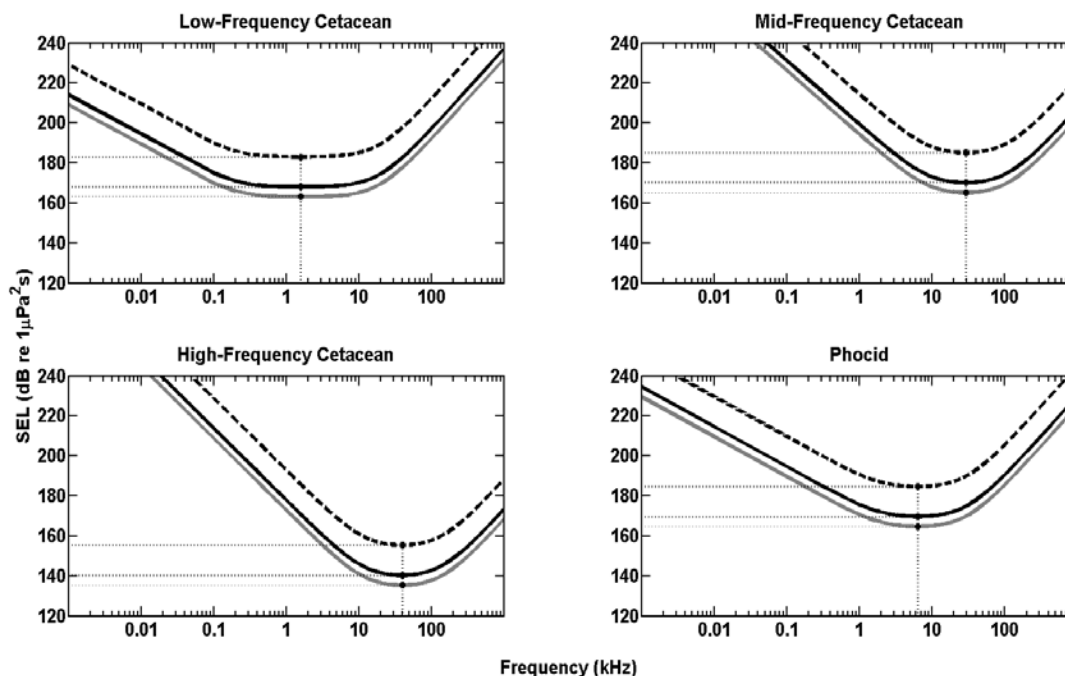 Low-Frequency Cetacean
Mid-Frequency Cetacean
240
220
200
180
160
140
120
0.01 0.1 1 10 100
240
220
200
180
160
140
120
0.01 0.1 1 10 100
High-Frequency Cetacean
Phocid
240
220
200
180
160
140
120
0.01 0.1 1 10 100
240
220
200
180
160
140
120
0.01 0.1 1 10 100
SEL (dB re 1μPa²s)
Frequency (kHz)